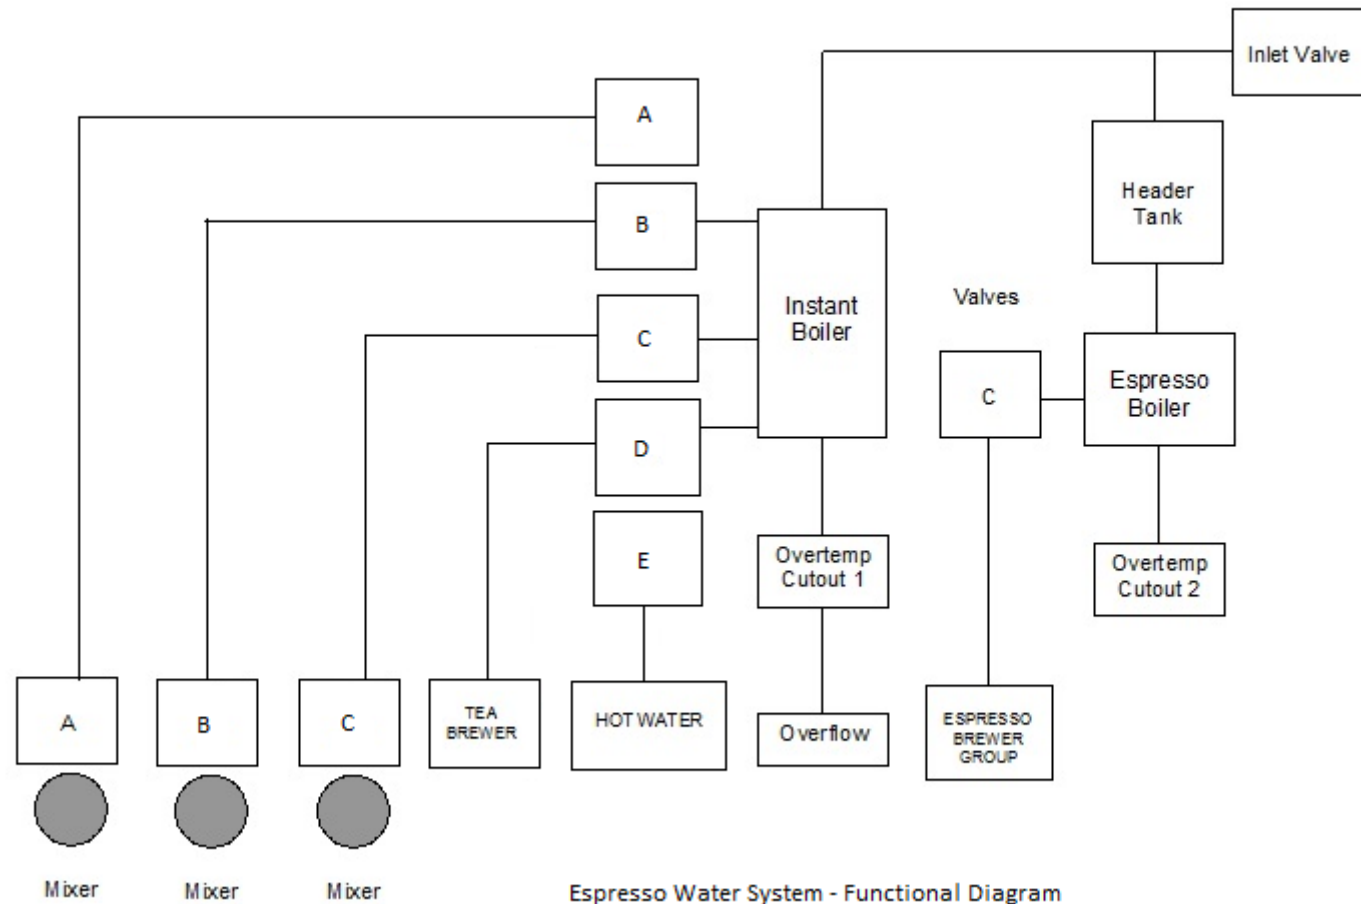 Inlet Valve
A
Header
Tank
B
Instant
Boiler
Valves
C
Espresso
Boiler
C
D
Overtemp
Cutout 1
E
Overtemp
Cutout 2
A
B
C
TEA
BREWER
HOT WATER
Overflow
ESPRESSO
BREWER
GROUP
Mixer
Mixer
Mixer
Espresso Water System - Functional Diagram